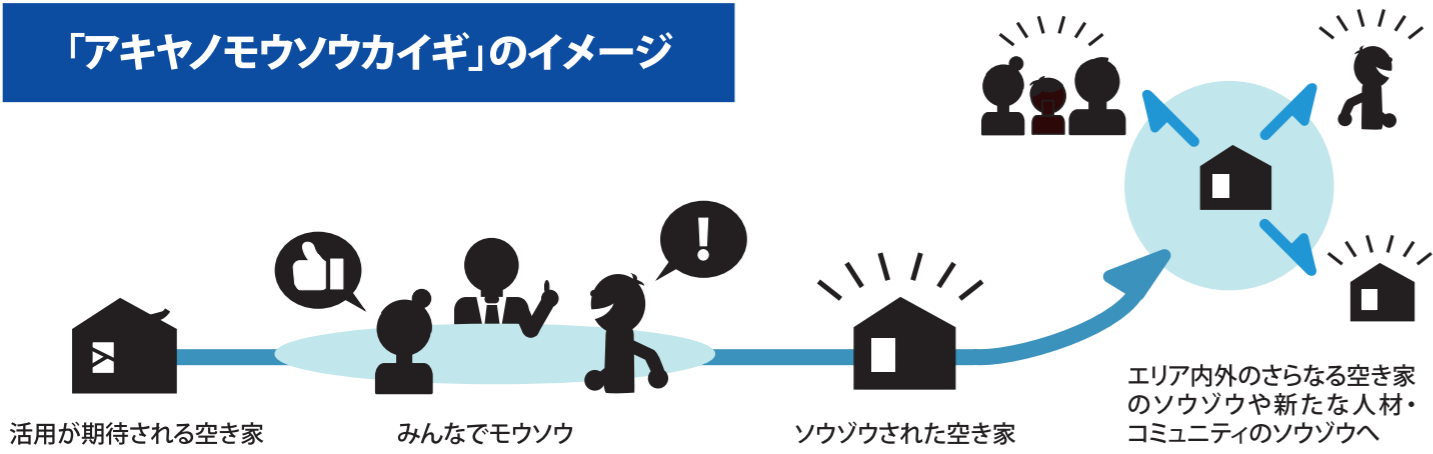 「アキヤノモウソウカイギ」のイメージ
!
活用が期待される空き家
みんなでモウソウ
ソウゾウされた空き家
エリア内外のさらなる空き家
のソウゾウや新たな人材・
コミュニティのソウゾウへ